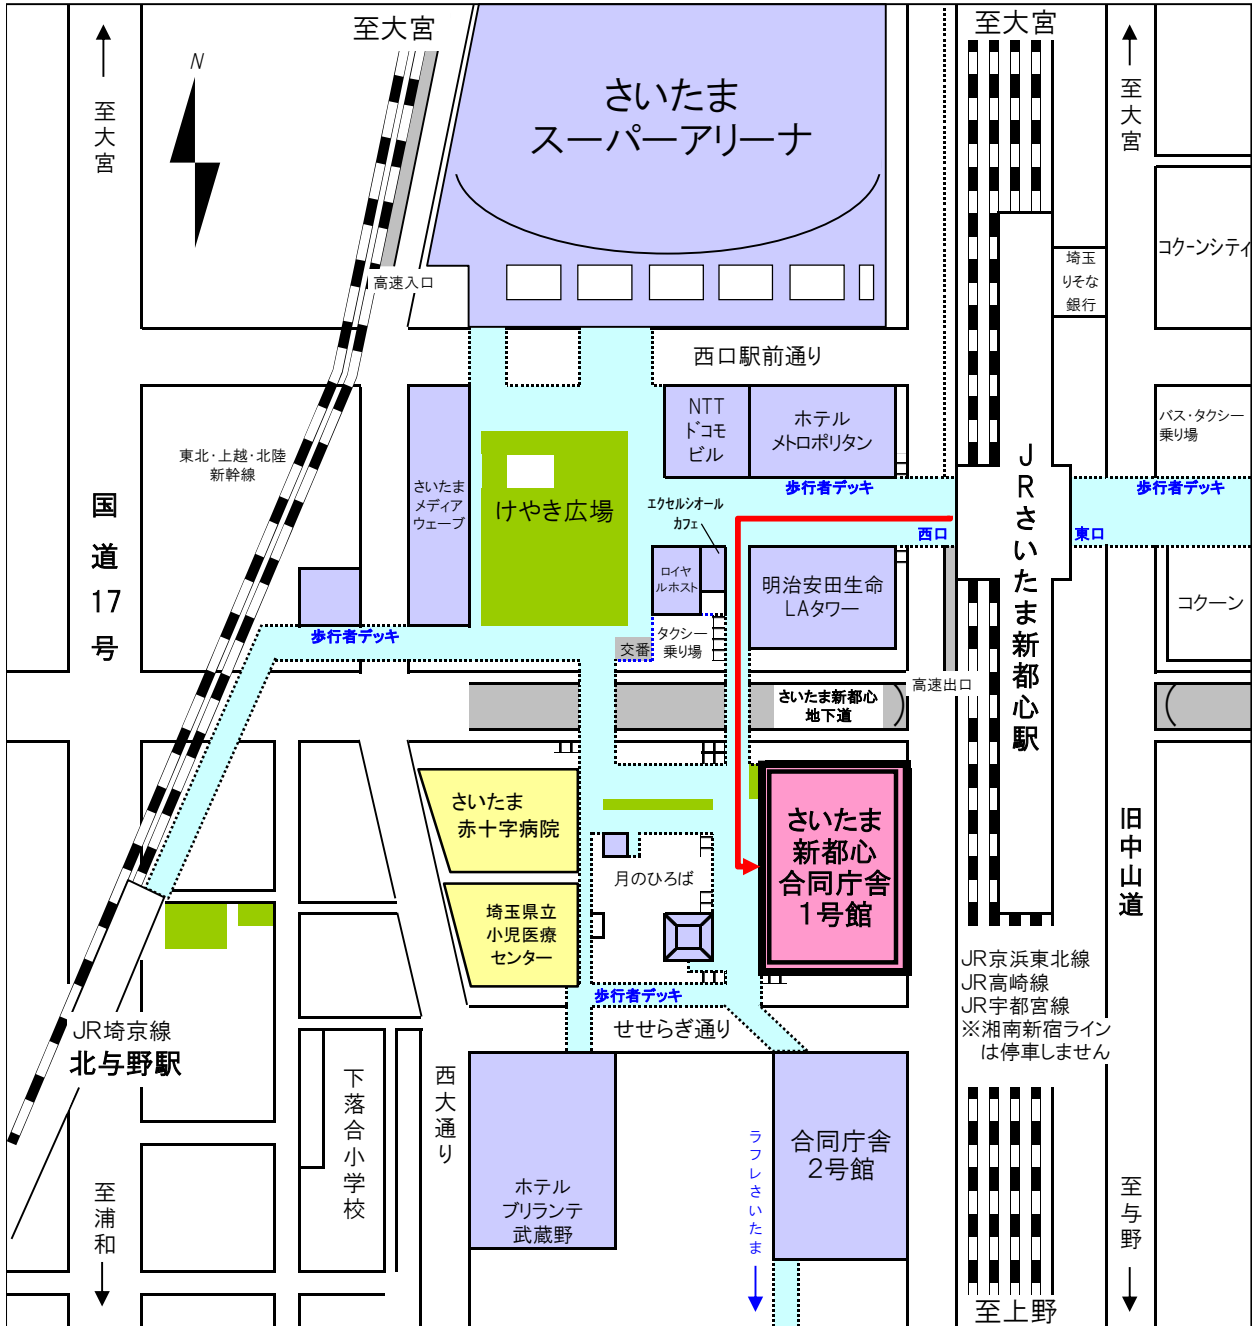 至大宮
至大宮
N
至大宮
至大宮
さいたま
スーパーアリーナ
コクーンシティ
埼玉
りそな
銀行
高速入口
西口駅前通り
NTT
ドコモ
ビル
ホテル
メトロポリタン
バス・タクシー
乗り場
東北・上越・北陸
新幹線
さいたま
メディア
ウェーブ
けやき広場
エクセルシオール
カフェ
歩行者デッキ
歩行者デッキ
西口
東口
JRさいたま新都心駅
国道17号
ロイヤ
ルホスト
明治安田生命
LAタワー
コクーン
歩行者デッキ
交番
タクシー
乗り場
高速出口
さいたま新都心
地下道
さいたま
赤十字病院
さいたま
新都心
合同庁舎
1号館
旧中山道
月のひろば
埼玉県立
小児医療
センター
歩行者デッキ
せせらぎ通り
JR京浜東北線
JR高崎線
JR宇都宮線
※湘南新宿ライン
は停車しません
JR埼京線
北与野駅
下落合小学校
西大通り
ラフレさいたま
合同庁舎
2号館
ホテル
ブリランテ
武蔵野
至浦和
至与野
至上野